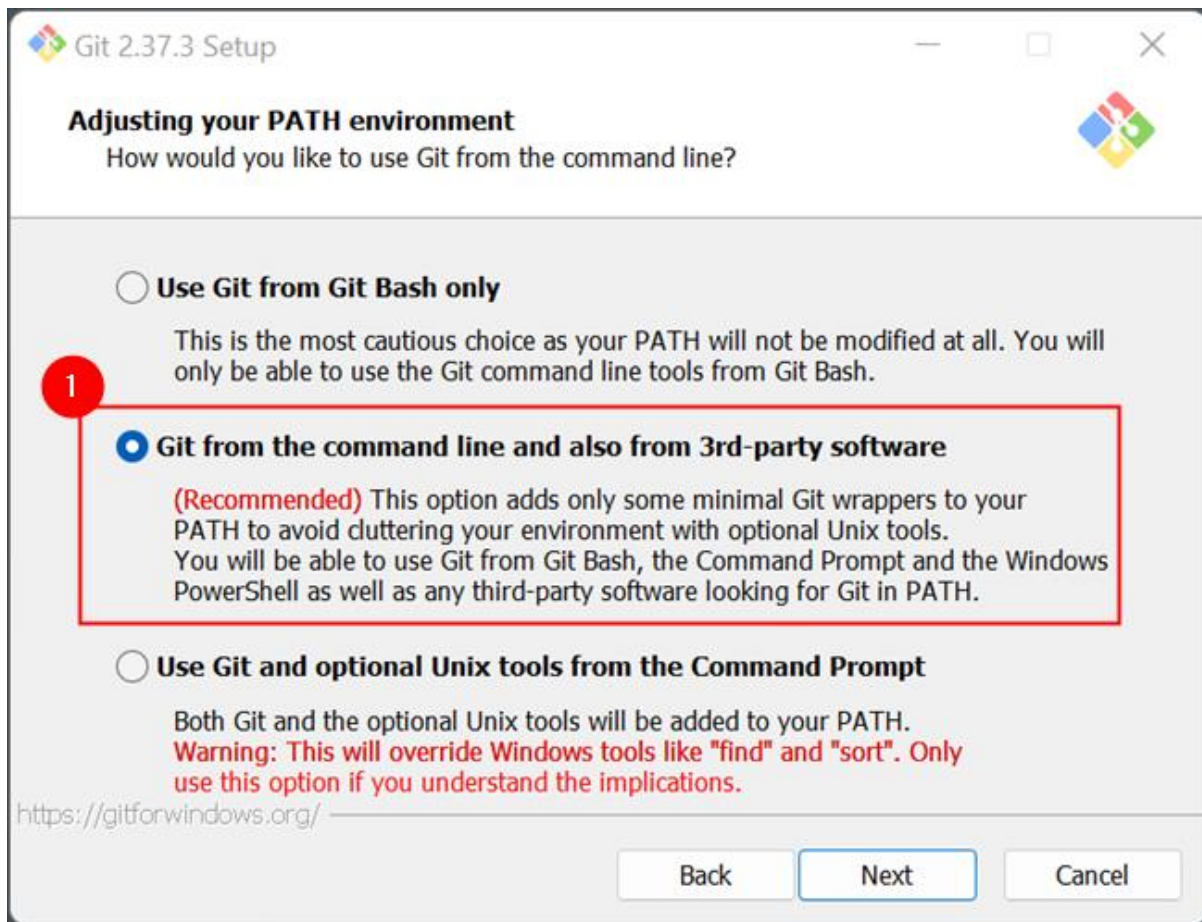 Git 2.37.3 Setup
Adjusting your PATH environment
How would you like to use Git from the command line?
Use Git from Git Bash only
This is the most cautious choice as your PATH will not be modified at all. You will
only be able to use the Git command line tools from Git Bash.
1
Git from the command line and also from 3rd-party software
(Recommended) This option adds only some minimal Git wrappers to your
PATH to avoid cluttering your environment with optional Unix tools.
You will be able to use Git from Git Bash, the Command Prompt and the Windows
PowerShell as well as any third-party software looking for Git in PATH.
Use Git and optional Unix tools from the Command Prompt
Both Git and the optional Unix tools will be added to your PATH.
Warning: This will override Windows tools like "find" and "sort". Only
use this option if you understand the implications.
https://gitforwindows.org/
Back
Next
Cancel